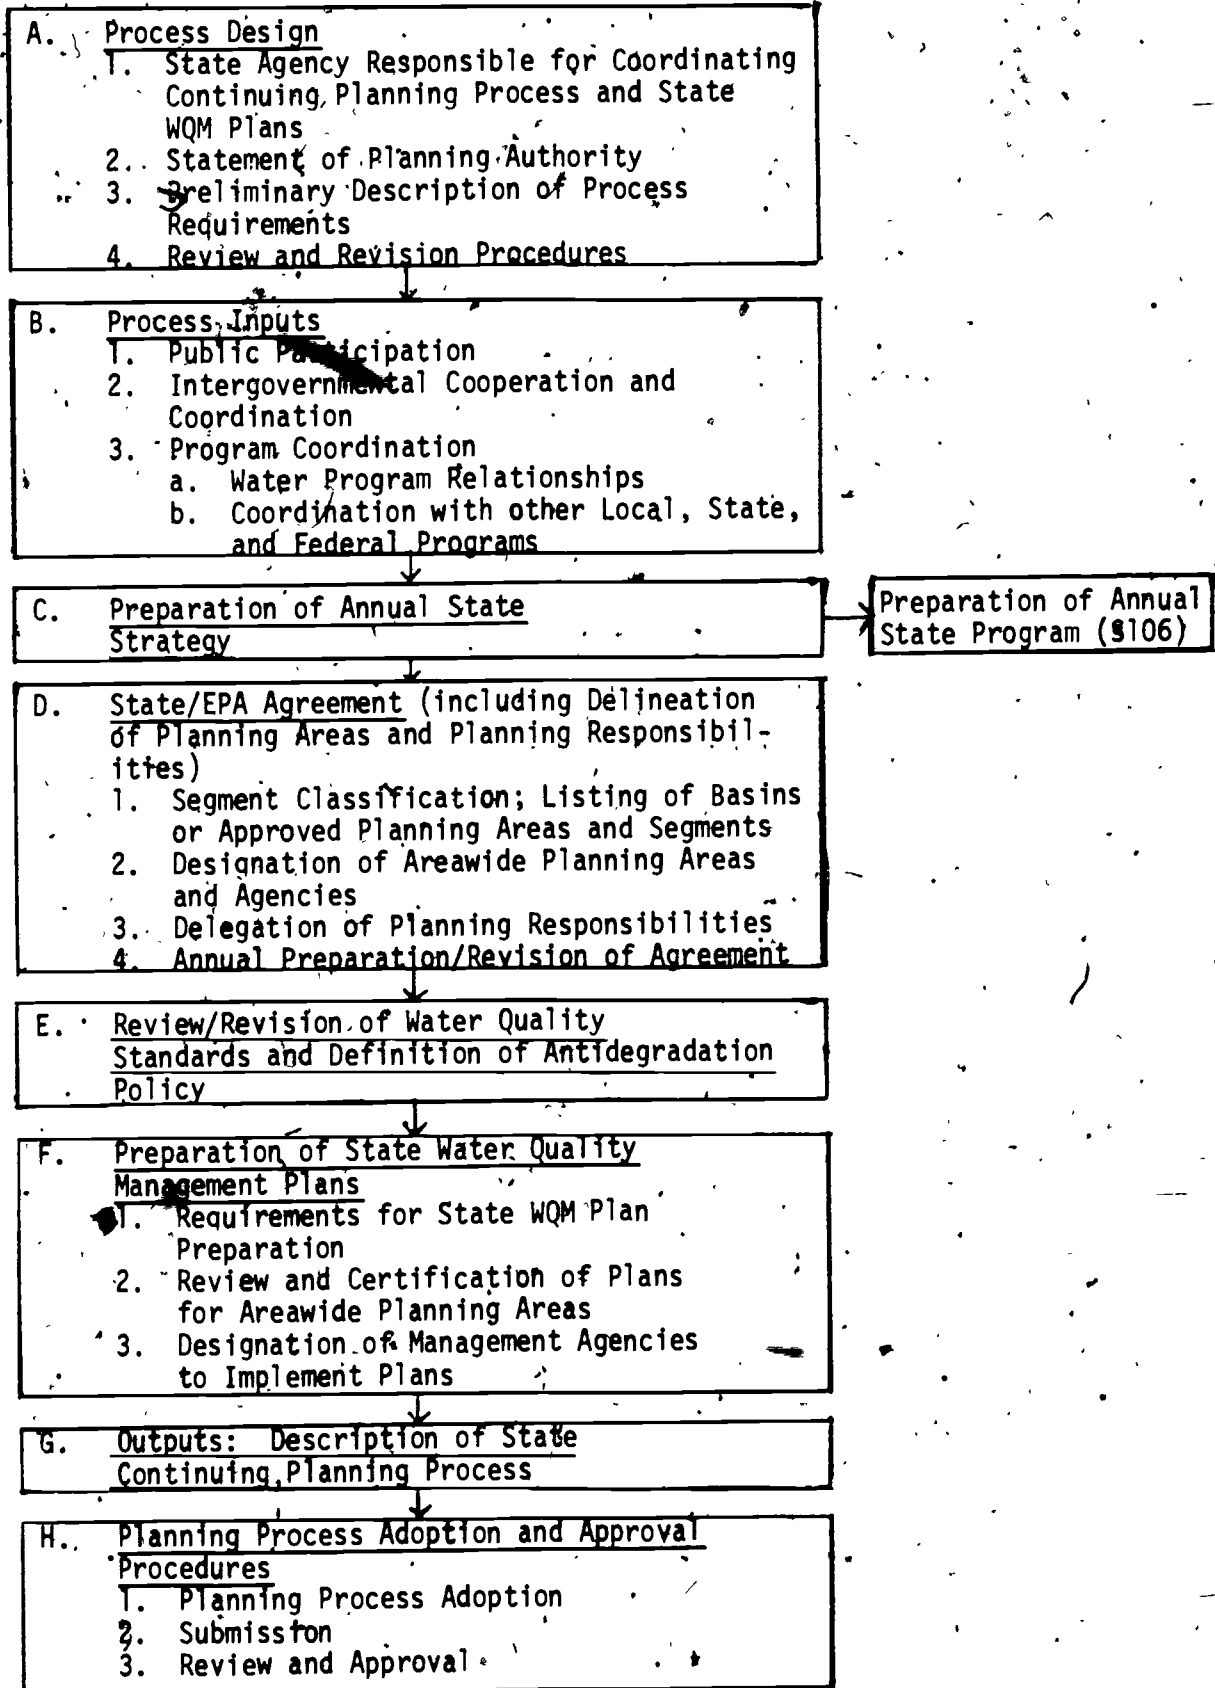 A. Process Design
1. State Agency Responsible for Coordinating
Continuing Planning Process and State
WQM Plans
2. Statement of Planning Authority
3. Preliminary Description of Process
Requirements
4. Review and Revision Procedures
B. Process Inputs
1. Public Participation
2. Intergovernmental Cooperation and
Coordination
3. Program Coordination
a. Water Program Relationships
b. Coordination with other Local, State,
and Federal Programs
C. Preparation of Annual State
Strategy
Preparation of Annual
State Program (§106)
D. State/EPA Agreement (including Delineation
of Planning Areas and Planning Responsibil-
ities)
1. Segment Classification; Listing of Basins
or Approved Planning Areas and Segments
2. Designation of Areawide Planning Areas
and Agencies
3. Delegation of Planning Responsibilities
4. Annual Preparation/Revision of Agreement
E. Review/Revision of Water Quality
Standards and Definition of Antidegradation
Policy
F. Preparation of State Water Quality
Management Plans
1. Requirements for State WQM Plan
Preparation
2. Review and Certification of Plans
for Areawide Planning Areas
3. Designation of Management Agencies
to Implement Plans
G. Outputs: Description of State
Continuing Planning Process
H. Planning Process Adoption and Approval
Procedures
1. Planning Process Adoption
2. Submission
3. Review and Approval